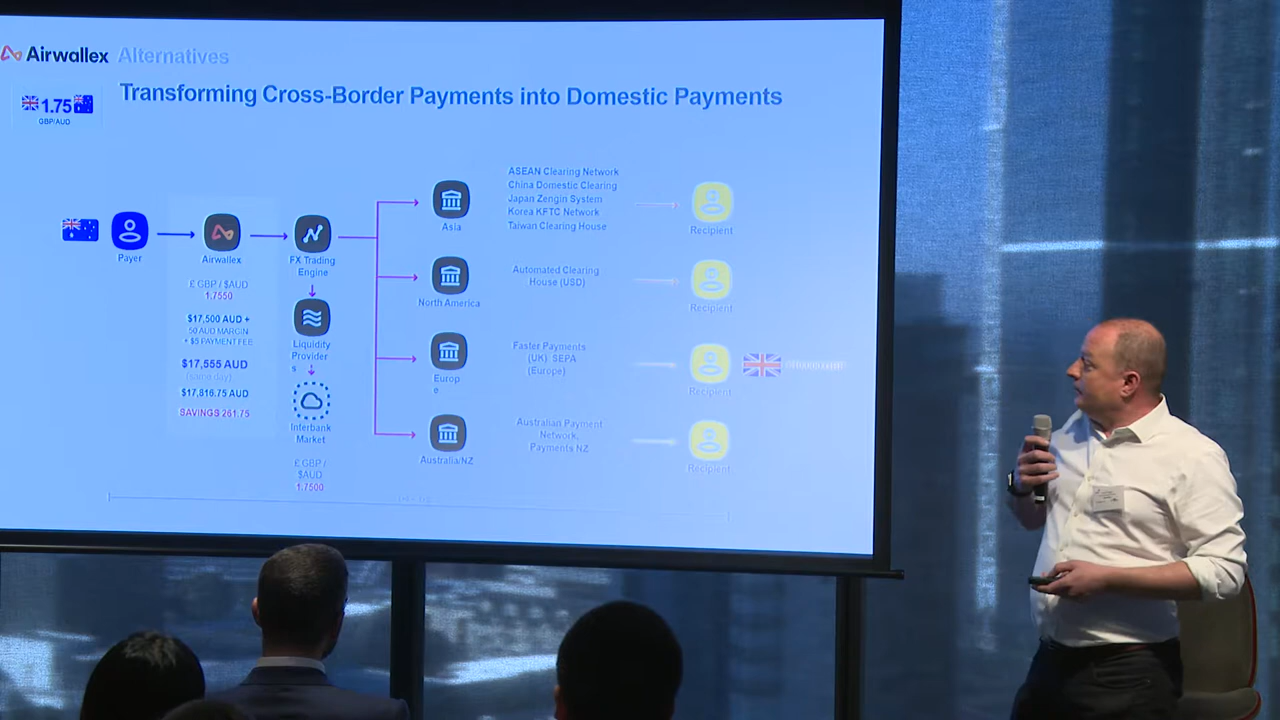 Airwallex Alternatives
Transforming Cross-Border Payments into Domestic Payments
1.75
GBP/AUD
Payer
Airwallex
FX Trading
Engine
£ GBP / $AUD
1.7550
$17,500 AUD +
50 AUD MARGIN
+ $5 PAYMENT FEE
$17,555 AUD
(same day)
$17,816.75 AUD
SAVINGS 261.75
Liquidity
Provider
s
Interbank
Market
£ GBP /
$AUD
1.7500
Asia
ASEAN Clearing Network
China Domestic Clearing
Japan Zengin System
Korea KFTC Network
Taiwan Clearing House
Recipient
North America
Automated Clearing
House (USD)
Recipient
Europ
e
Faster Payments
(UK) SEPA
(Europe)
Recipient
Australia/NZ
Australian Payment
Network,
Payments NZ
Recipient